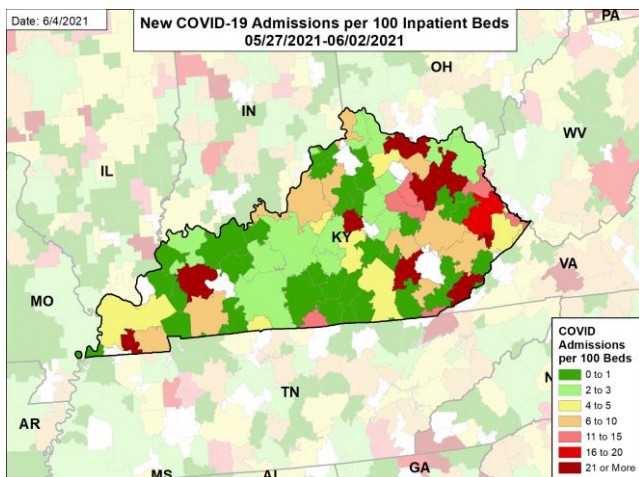 Date: 6/4/2021
New COVID-19 Admissions per 100 Inpatient Beds
05/27/2021-06/02/2021
PA
OH
IN
WV
IL
KY
VA
MO
TN
AR
MS
AL
GA
N
COVID
Admissions
per 100 Beds
0 to 1
2 to 3
4 to 5
6 to 10
11 to 15
16 to 20
21 or More